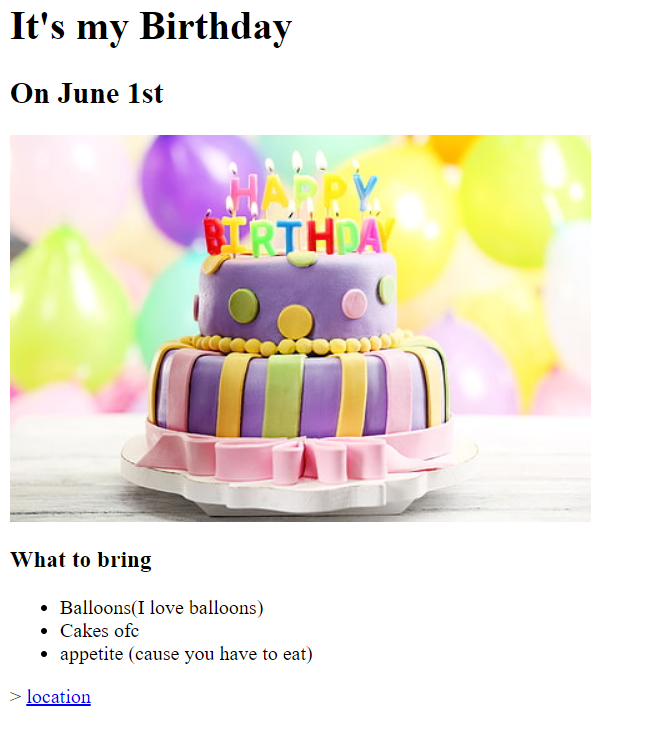 It's my Birthday
On June 1st
HAPPY
BIRTHDAY
What to bring
Balloons(I love balloons)
Cakes ofc
appetite (cause you have to eat)
> location